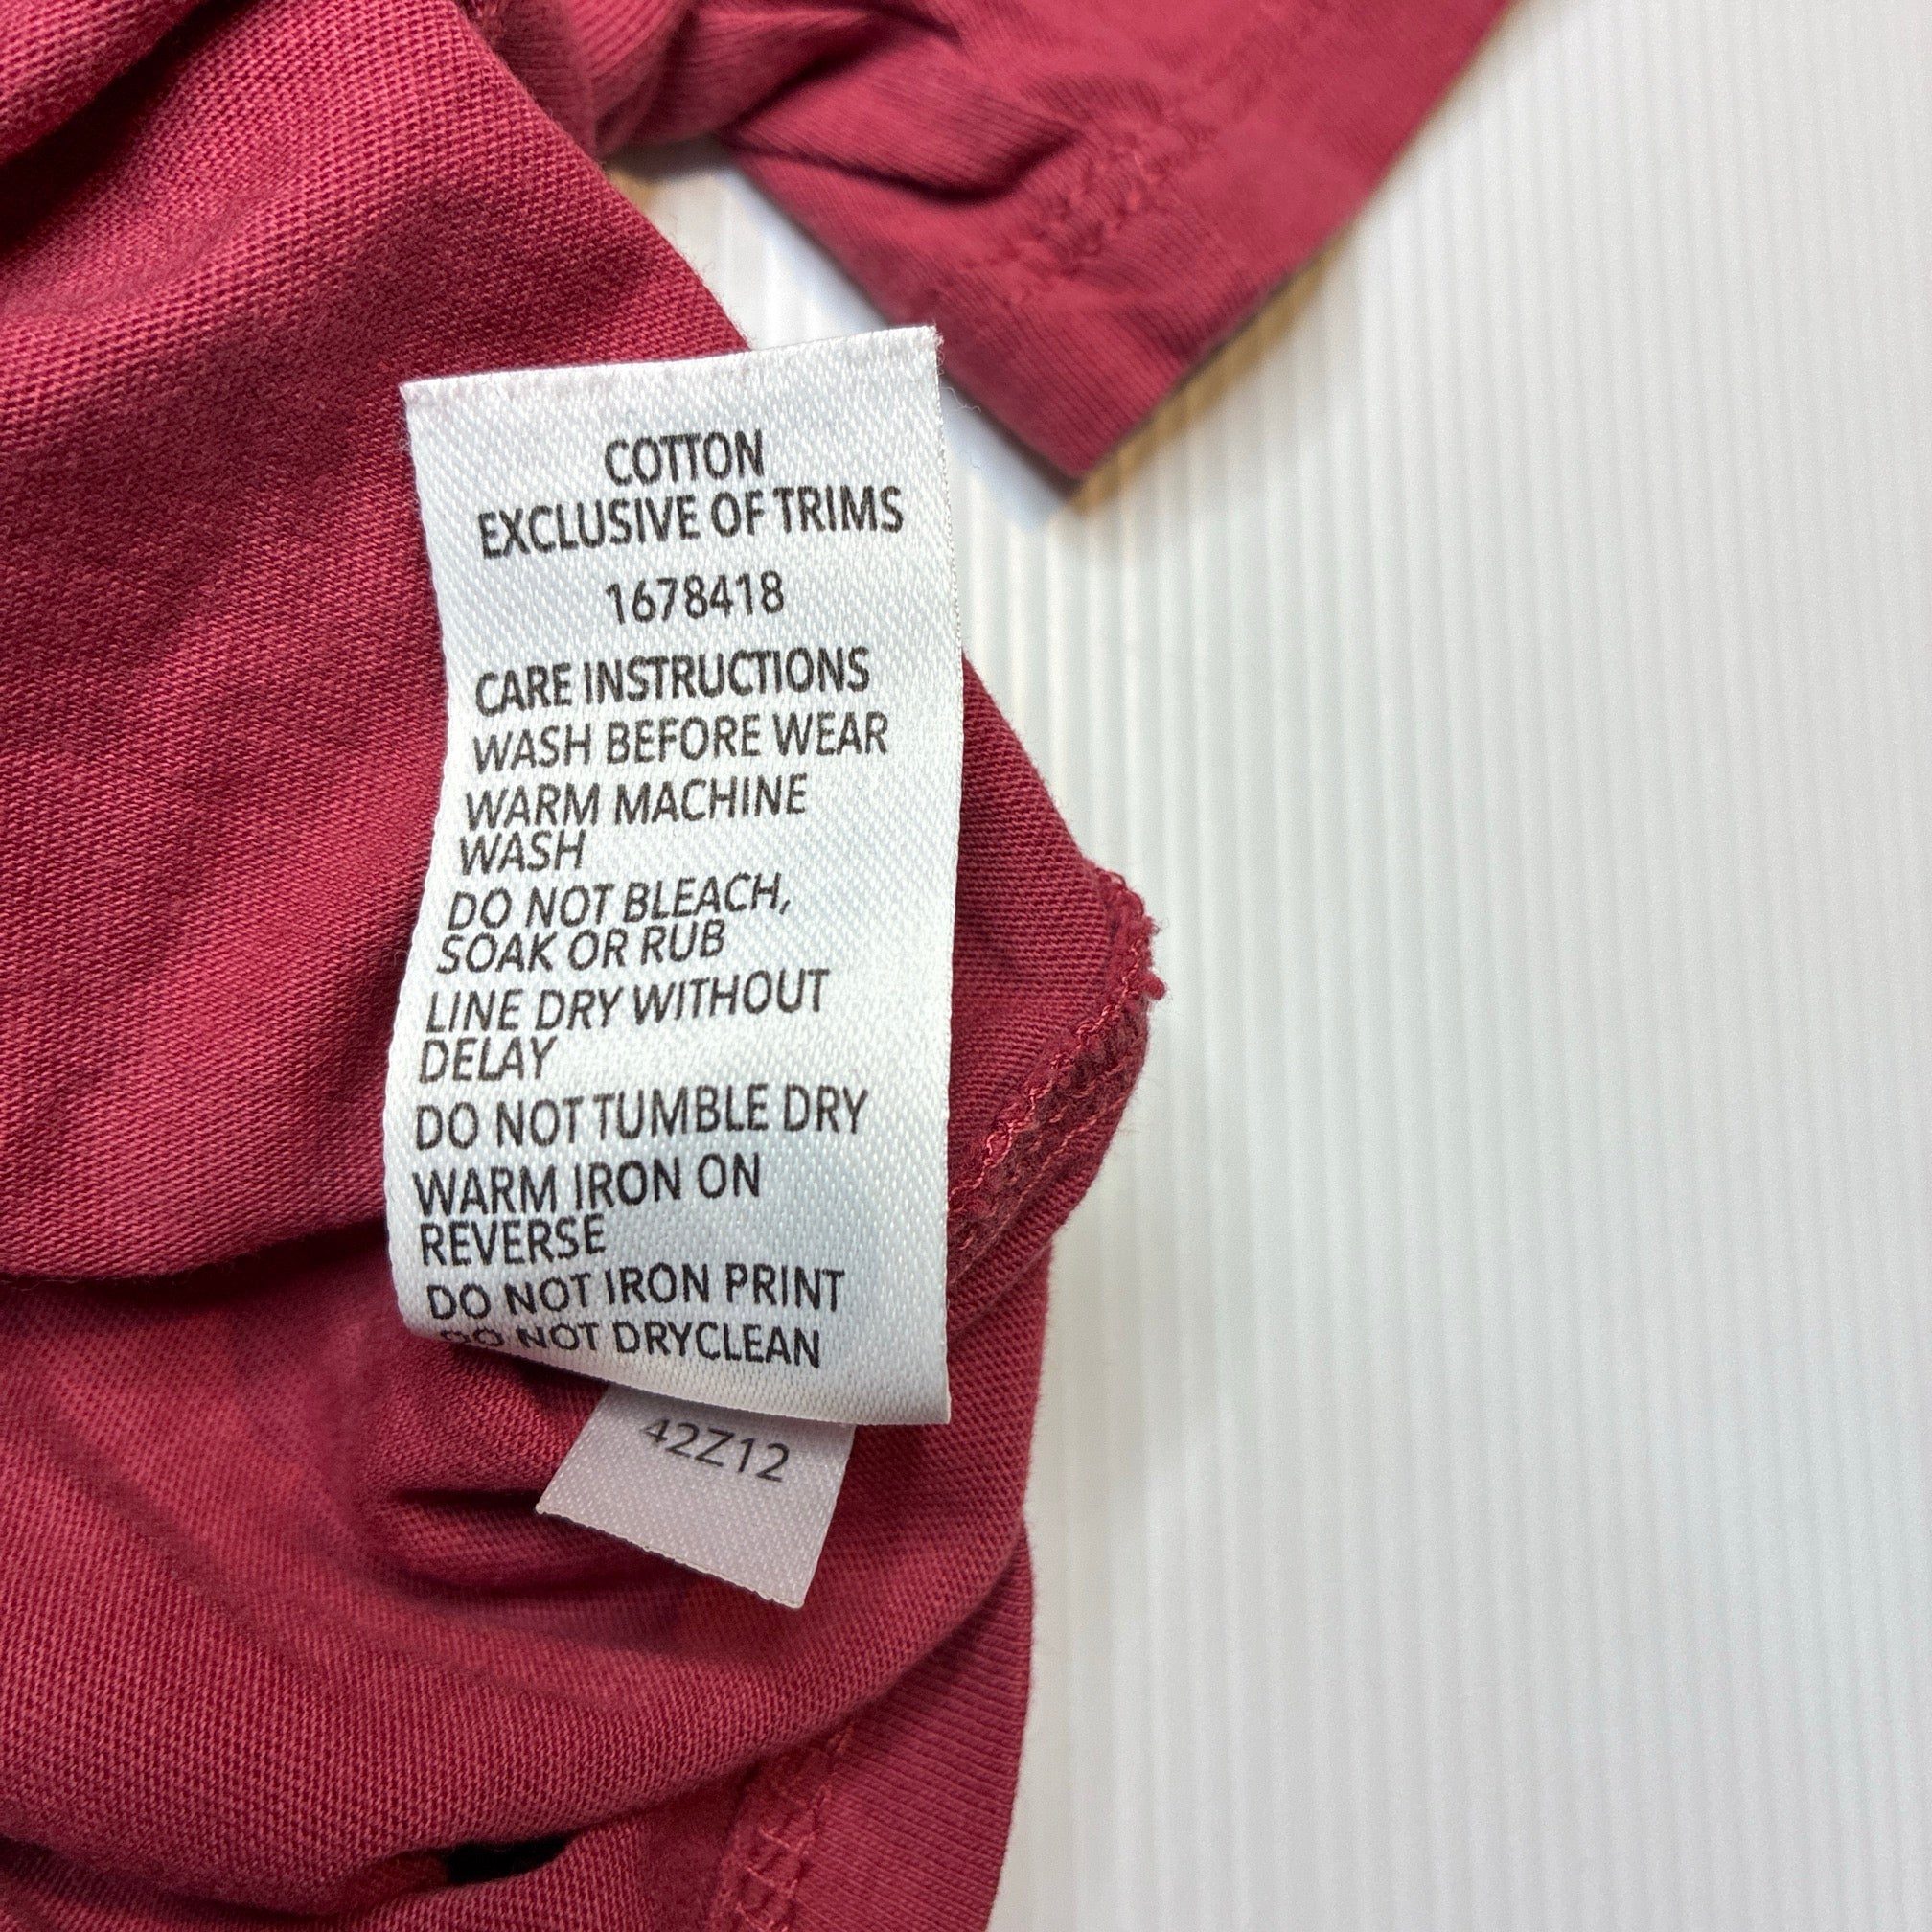 COTTON
EXCLUSIVE OF TRIMS
1678418
CARE INSTRUCTIONS
WASH BEFORE WEAR
WARM MACHINE
WASH
DO NOT BLEACH,
SOAK OR RUB
LINE DRY WITHOUT
DELAY
DO NOT TUMBLE DRY
WARM IRON ON
REVERSE
DO NOT IRON PRINT
DO NOT DRYCLEAN
42Z12